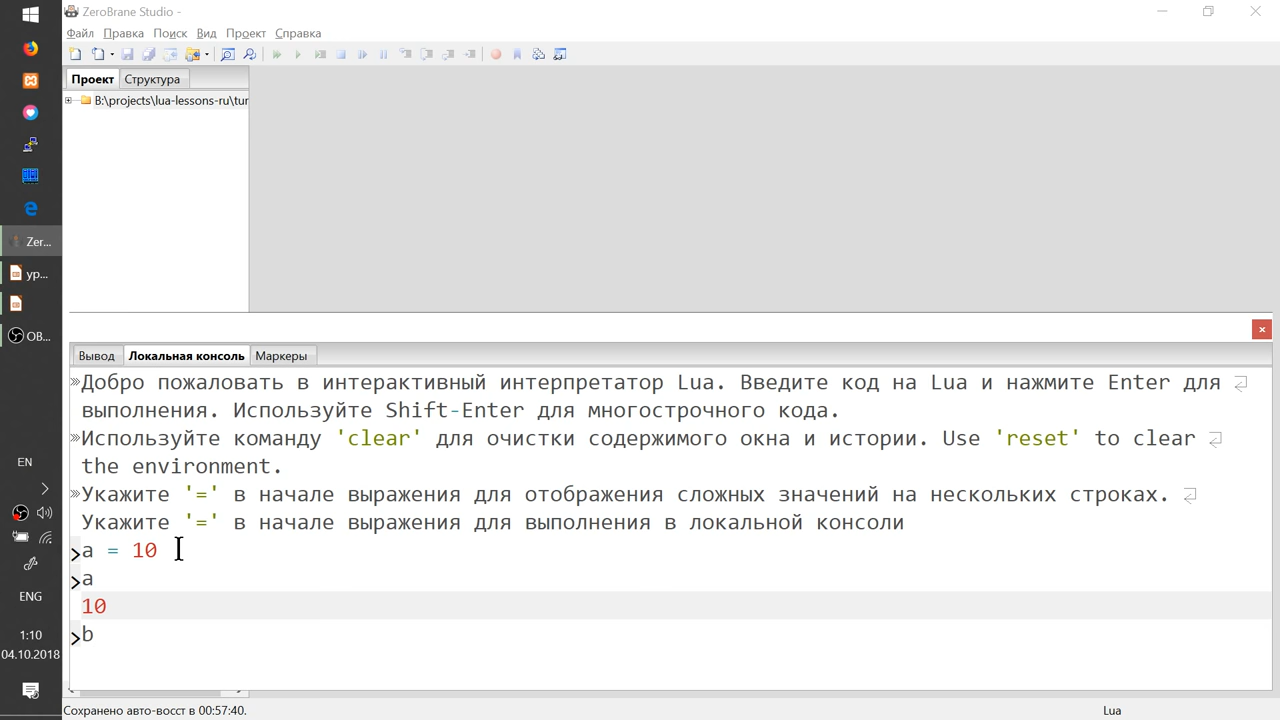 ZeroBrane Studio -
Файл Правка Поиск Вид Проект Справка
Проект Структура
B:\projects\lua-lessons-ru\tur
Zer...
ур...
OB...
EN
ENG
1:10
04.10.2018
Вывод Локальная консоль Маркеры
»Добро пожаловать в интерактивный интерпретатор Lua. Введите код на Lua и нажмите Enter для
выполнения. Используйте Shift-Enter для многострочного кода.
»Используйте команду 'clear' для очистки содержимого окна и истории. Use 'reset' to clear
the environment.
»Укажите '=' в начале выражения для отображения сложных значений на нескольких строках.
Укажите '=' в начале выражения для выполнения в локальной консоли
>a = 10
>a
10
>b
Сохранено авто-восст в 00:57:40.
Lua